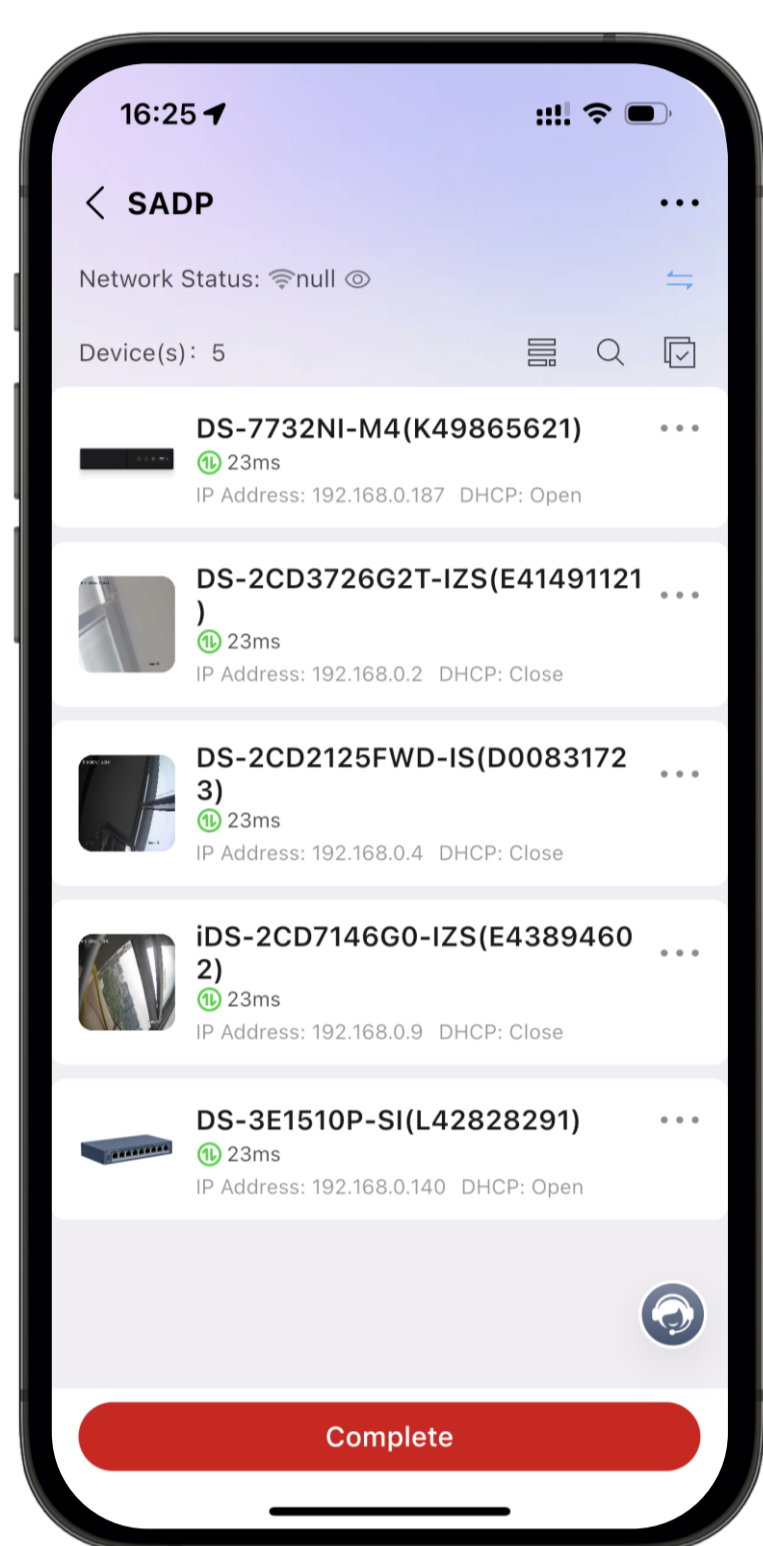 16:25
SADP
Network Status: null
Device(s): 5
DS-7732NI-M4(K49865621)
23ms
IP Address: 192.168.0.187 DHCP: Open
DS-2CD3726G2T-IZS(E41491121
)
23ms
IP Address: 192.168.0.2 DHCP: Close
DS-2CD2125FWD-IS(D0083172
3)
23ms
IP Address: 192.168.0.4 DHCP: Close
iDS-2CD7146G0-IZS(E4389460
2)
23ms
IP Address: 192.168.0.9 DHCP: Close
DS-3E1510P-SI(L42828291)
23ms
IP Address: 192.168.0.140 DHCP: Open
Complete